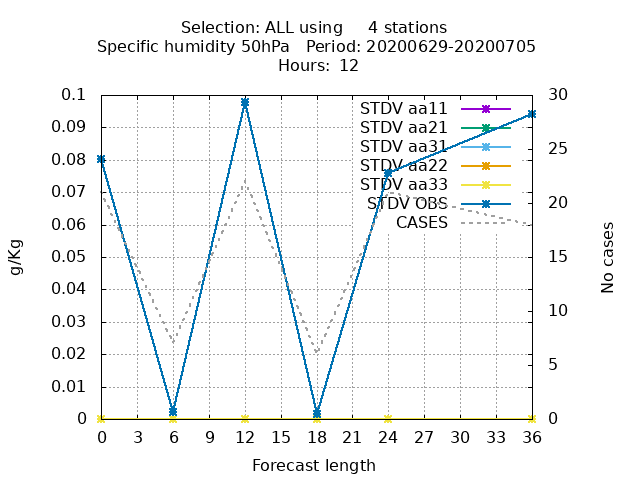 Selection: ALL using     4 stations
Specific humidity 50hPa   Period: 20200629-20200705
Hours:  12
0.1
0.09
0.08
0.07
0.06
0.05
0.04
0.03
0.02
0.01
0
g/Kg
STDV aa11
STDV aa21
STDV aa31
STDV aa22
STDV aa33
STDV OBS
CASES
30
25
20
15
10
5
0
No cases
0 3 6 9 12 15 18 21 24 27 30 33 36
Forecast length